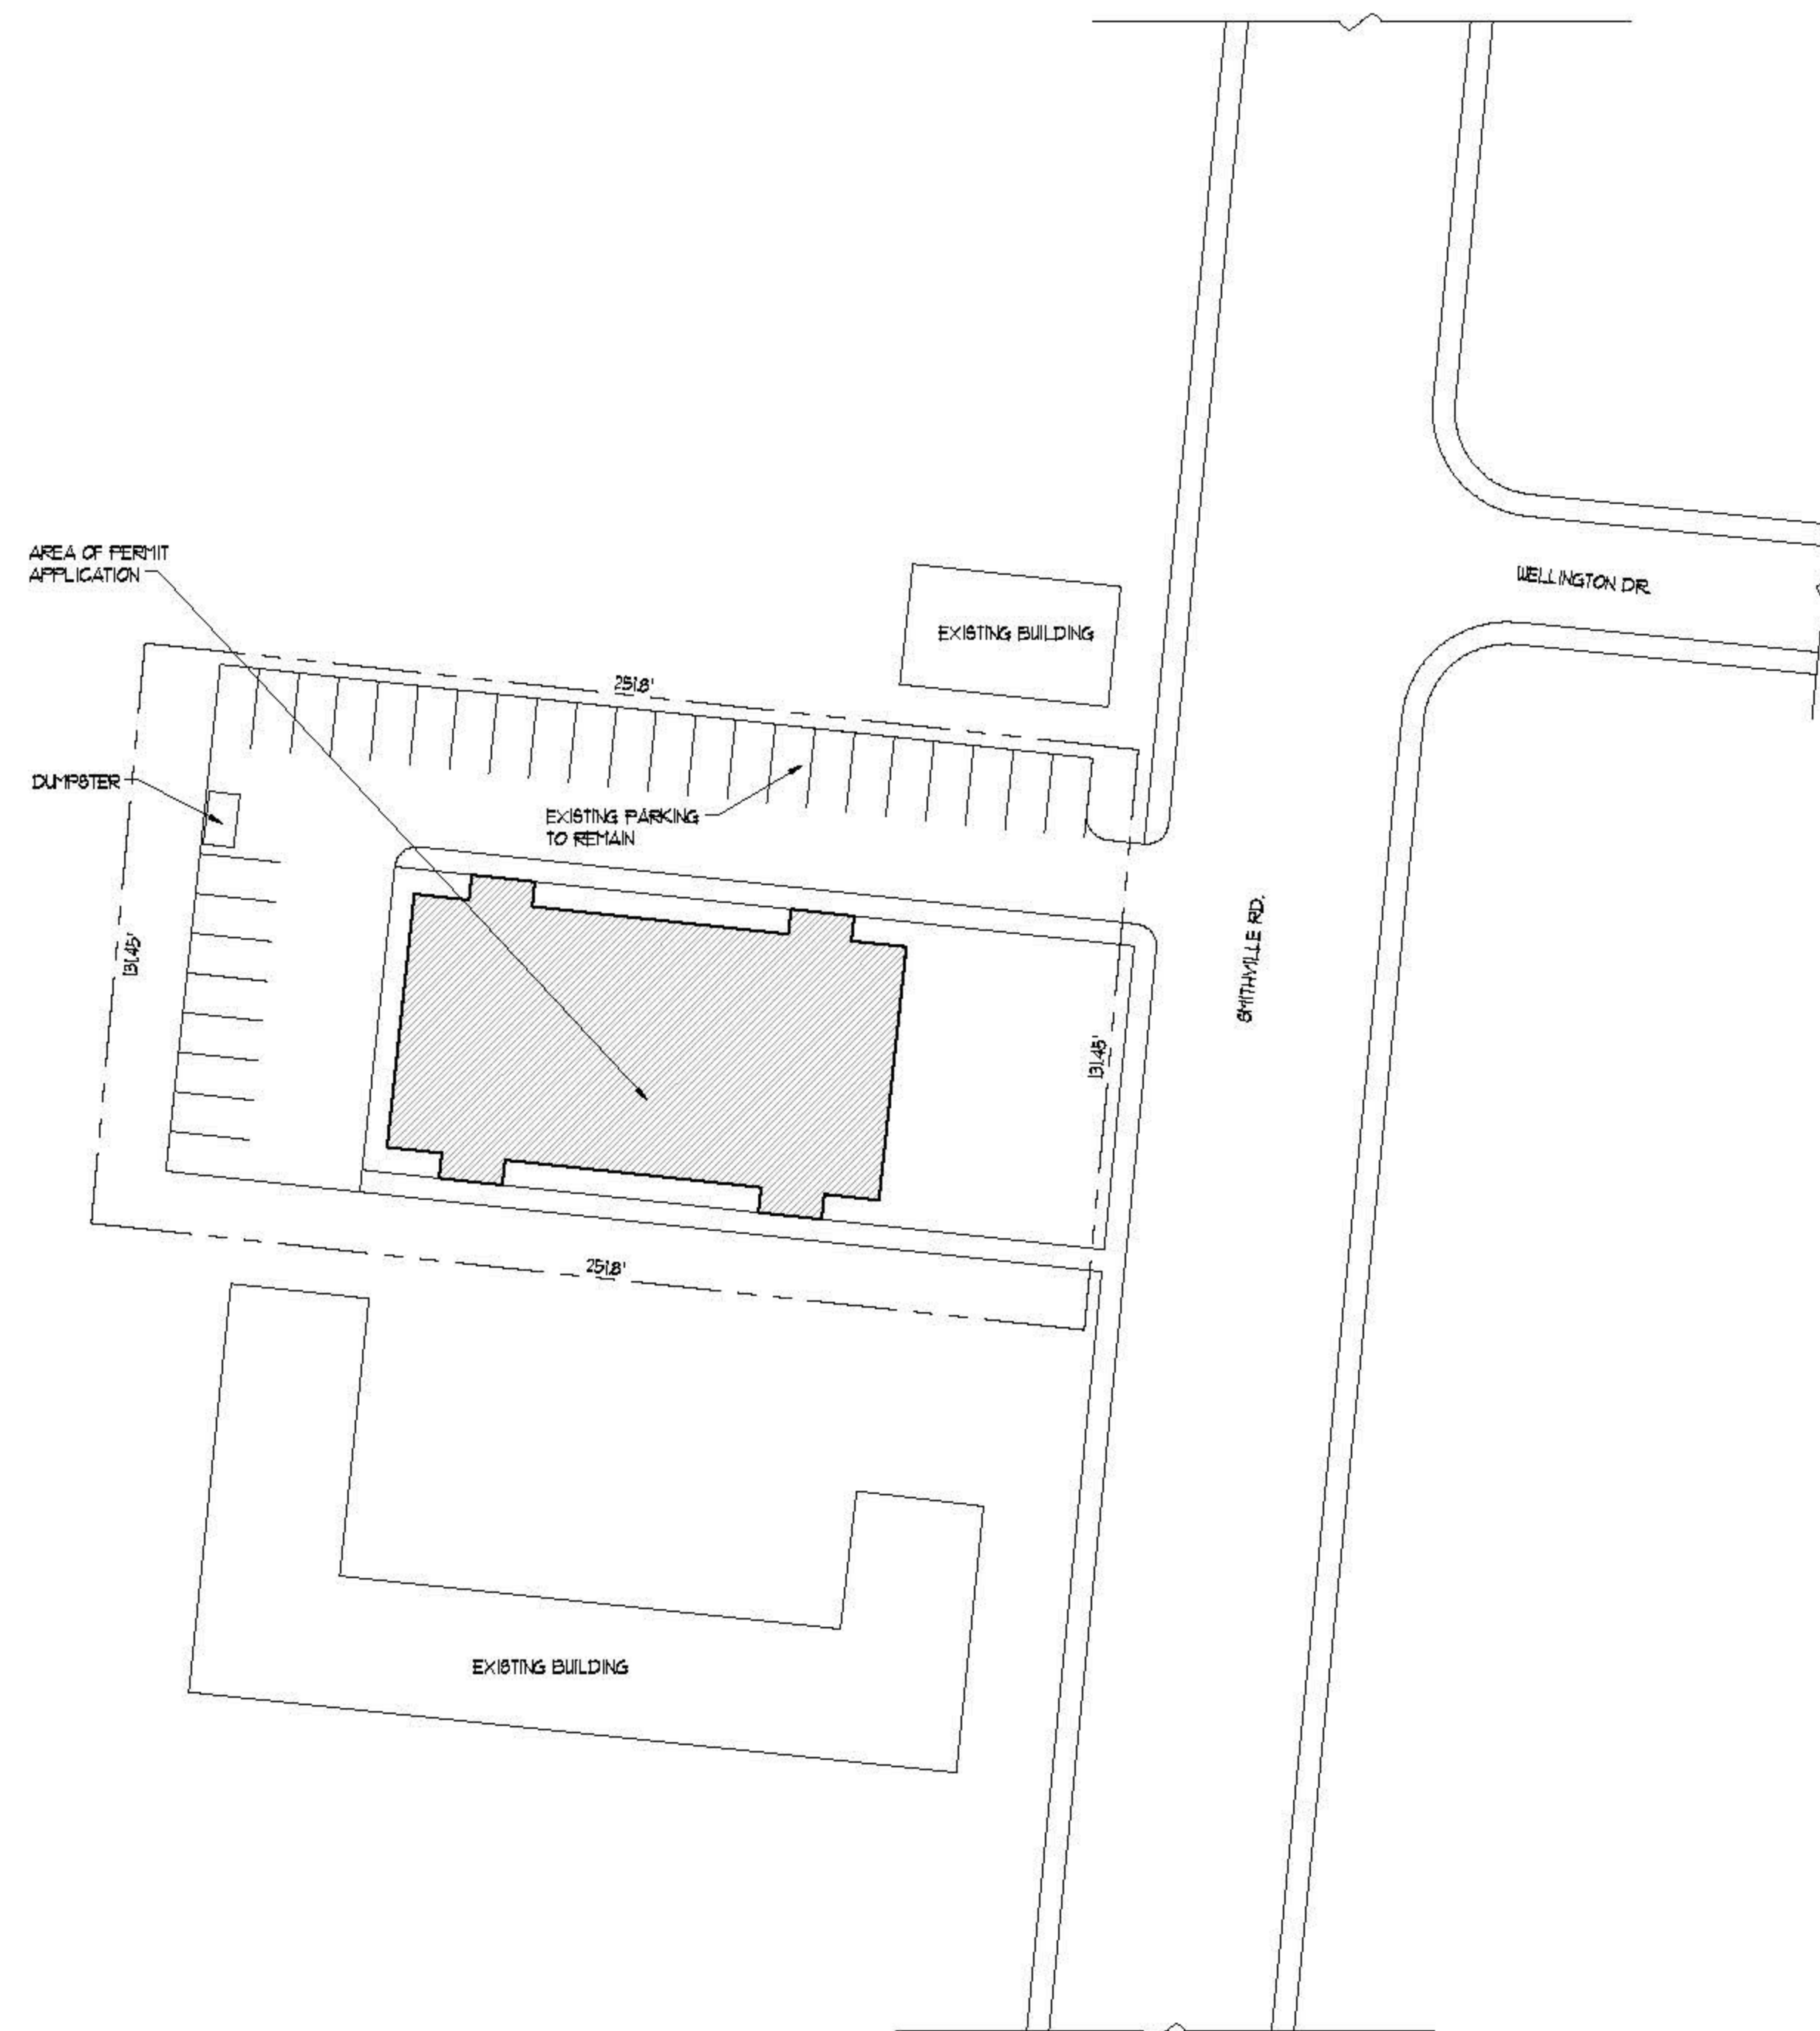 AREA OF PERMIT
APPLICATION
WELLINGTON DR.
EXISTING BUILDING
251.8'
DUMPSTER
EXISTING PARKING
TO REMAIN
131.45'
SMITHVILLE RD.
131.45'
251.8'
EXISTING BUILDING